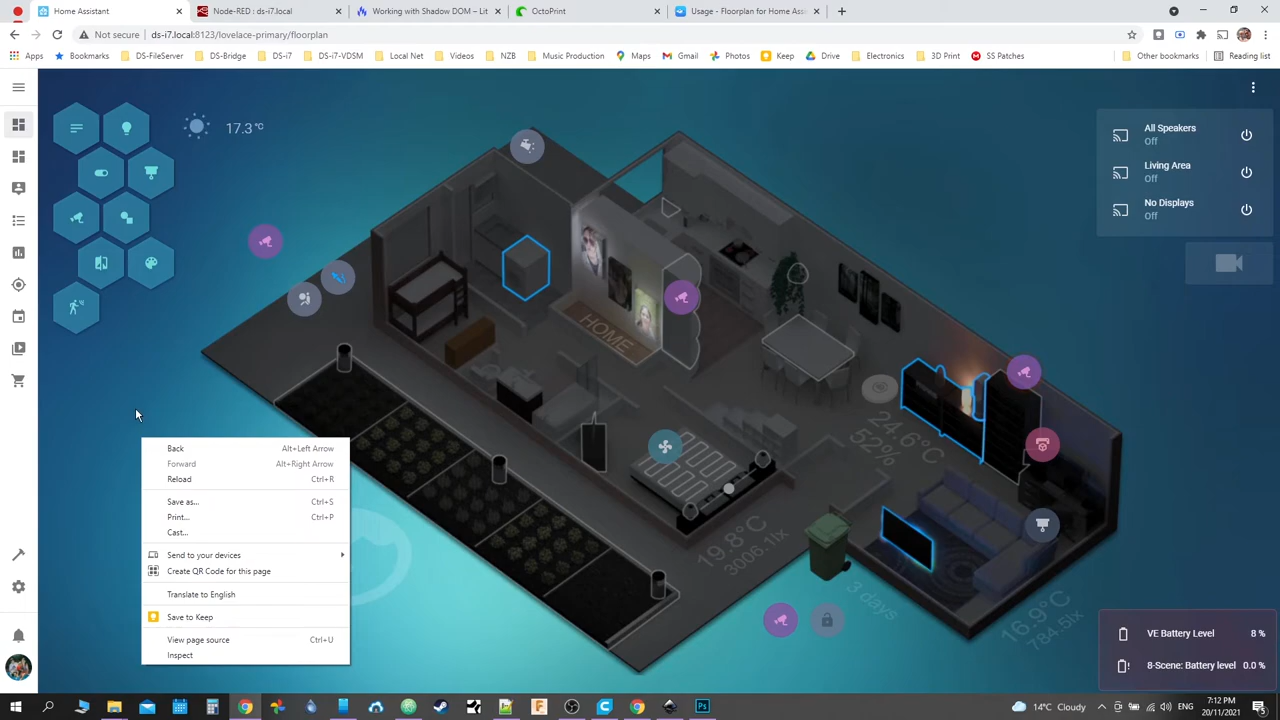 Home Assistant
Node-RED: ds-i7.local
Working with Shadow DOM – Lit
OctoPrint
Usage - Floorplan for Home Assi
Not secure
ds-i7.local:8123/lovelace-primary/floorplan
Apps
Bookmarks
DS-FileServer
DS-Bridge
DS-i7
DS-i7-VDSM
Local Net
Videos
NZB
Music Production
Maps
Gmail
Photos
Keep
Drive
Electronics
3D Print
SS Patches
Other bookmarks
Reading list
17.3 °C
All Speakers
Off
Living Area
Off
No Displays
Off
HOME
24.6°C
52%
19.8°C
3006.1lx
3 days
16.9°C
784.5lx
Back Alt+Left Arrow
Forward Alt+Right Arrow
Reload Ctrl+R
Save as... Ctrl+S
Print... Ctrl+P
Cast...
Send to your devices
Create QR Code for this page
Translate to English
Save to Keep
View page source Ctrl+U
Inspect
VE Battery Level 8 %
8-Scene: Battery level 0.0 %
14°C Cloudy
ENG
7:12 PM
20/11/2021